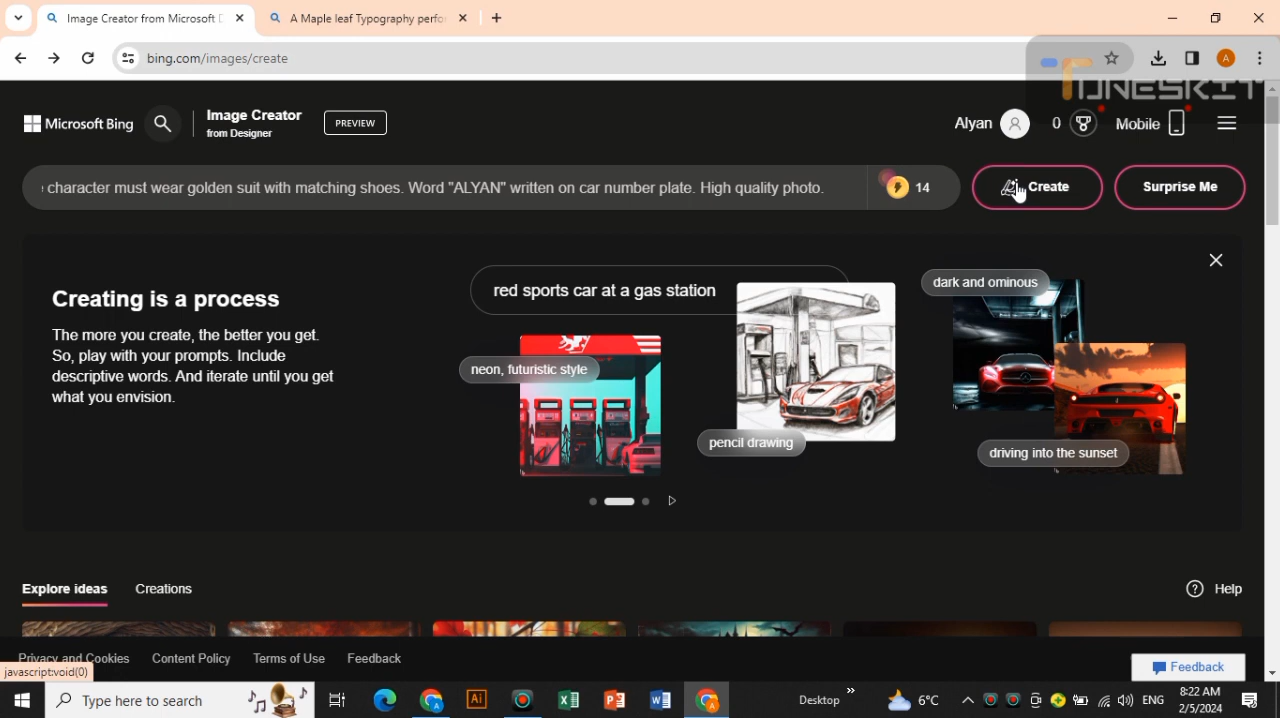 Image Creator from Microsoft D
A Maple leaf Typography perfo
bing.com/images/create
A
TUNESKIT
Microsoft Bing
Image Creator
from Designer
PREVIEW
Alyan
0
Mobile
character must wear golden suit with matching shoes. Word "ALYAN" written on car number plate. High quality photo.
14
Create
Surprise Me
Creating is a process
The more you create, the better you get.
So, play with your prompts. Include
descriptive words. And iterate until you get
what you envision.
red sports car at a gas station
neon, futuristic style
pencil drawing
dark and ominous
driving into the sunset
Explore ideas
Creations
Help
Privacy and Cookies
Content Policy
Terms of Use
Feedback
Feedback
javascript:void(0)
Type here to search
Ai
Desktop
6°C
ENG
8:22 AM
2/5/2024